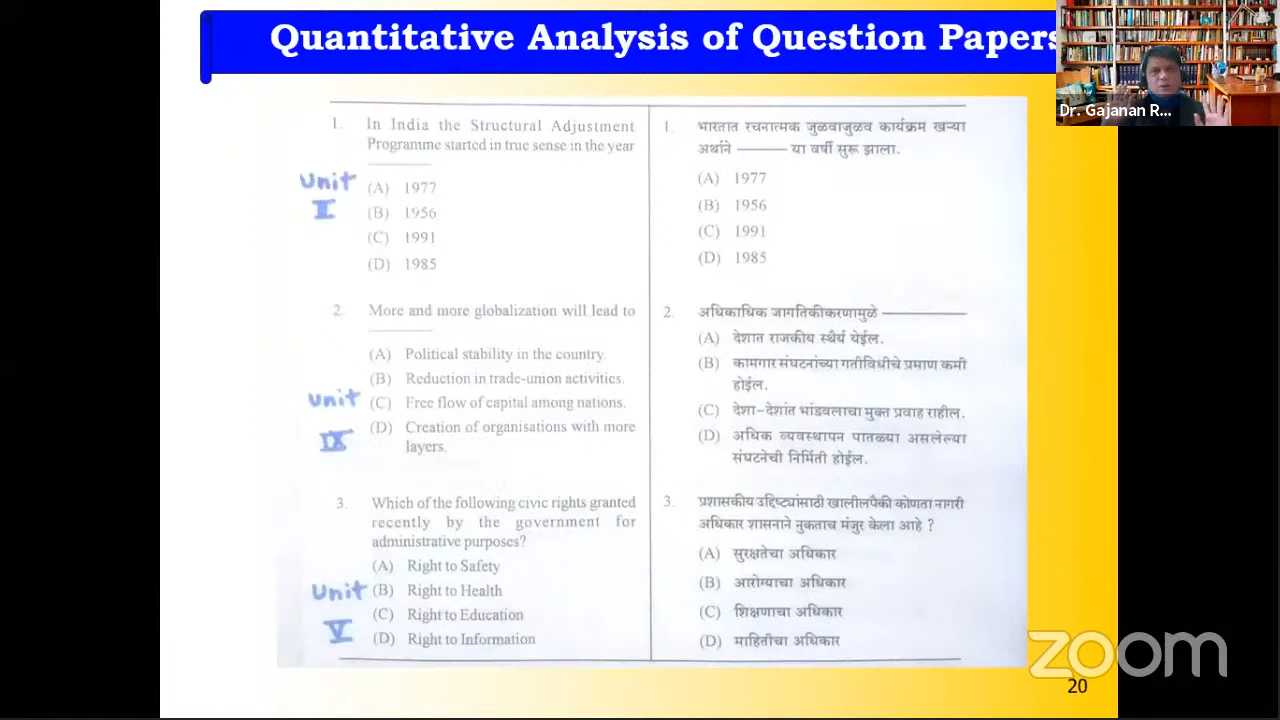 Quantitative Analysis of Question Papers
Dr. Gajanan R...
1. In India the Structural Adjustment
Programme started in true sense in the year
Unit
II
(A) 1977
(B) 1956
(C) 1991
(D) 1985
2. More and more globalization will lead to
(A) Political stability in the country.
(B) Reduction in trade-union activities.
Unit
IX
(C) Free flow of capital among nations.
(D) Creation of organisations with more
layers.
3. Which of the following civic rights granted
recently by the government for
administrative purposes?
(A) Right to Safety
Unit
V
(B) Right to Health
(C) Right to Education
(D) Right to Information
1. भारतात रचनात्मक जुळवाजुळव कार्यक्रम खऱ्या
अर्थाने ——— या वर्षी सुरू झाला.
(A) 1977
(B) 1956
(C) 1991
(D) 1985
2. अधिकाधिक जागतिकीकरणामुळे ———
(A) देशात राजकीय स्थैर्य येईल.
(B) कामगार संघटनांच्या गतीविधीचे प्रमाण कमी
होईल.
(C) देशा-देशांत भांडवलाचा मुक्त प्रवाह राहील.
(D) अधिक व्यवस्थापन पातळ्या असलेल्या
संघटनेची निर्मिती होईल.
3. प्रशासकीय उद्दिष्ट्यांसाठी खालीलपैकी कोणता नागरी
अधिकार शासनाने नुकताच मंजुर केला आहे ?
(A) सुरक्षतेचा अधिकार
(B) आरोग्याचा अधिकार
(C) शिक्षणाचा अधिकार
(D) माहितीचा अधिकार
zoom
20